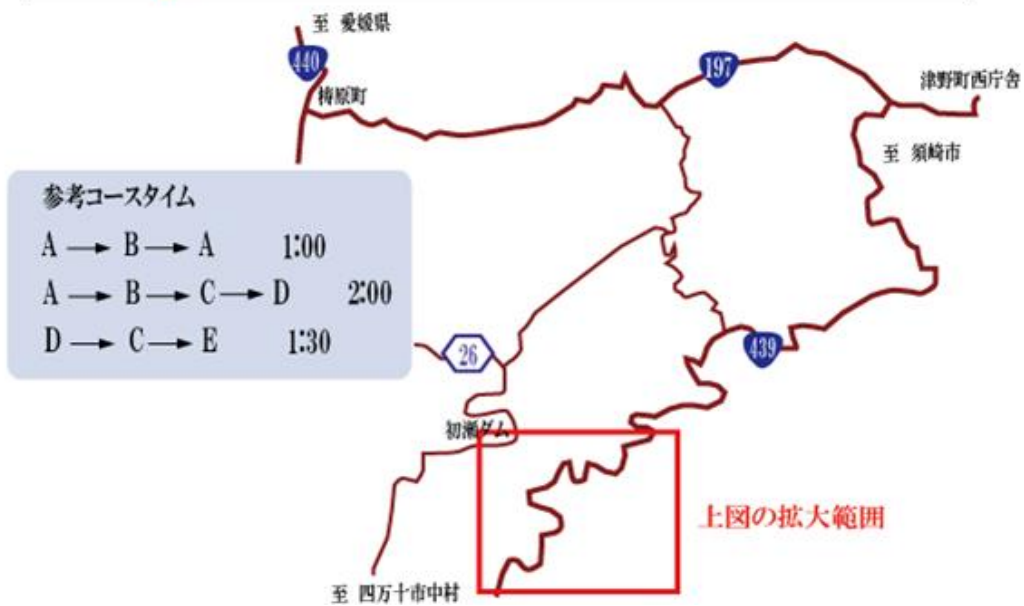 至 愛媛県
440
197
梼原町
津野町西庁舎
至 須崎市
参考コースタイム
A → B → A 1:00
A → B → C → D 2:00
D → C → E 1:30
26
439
初瀬ダム
上図の拡大範囲
至 四万十市中村